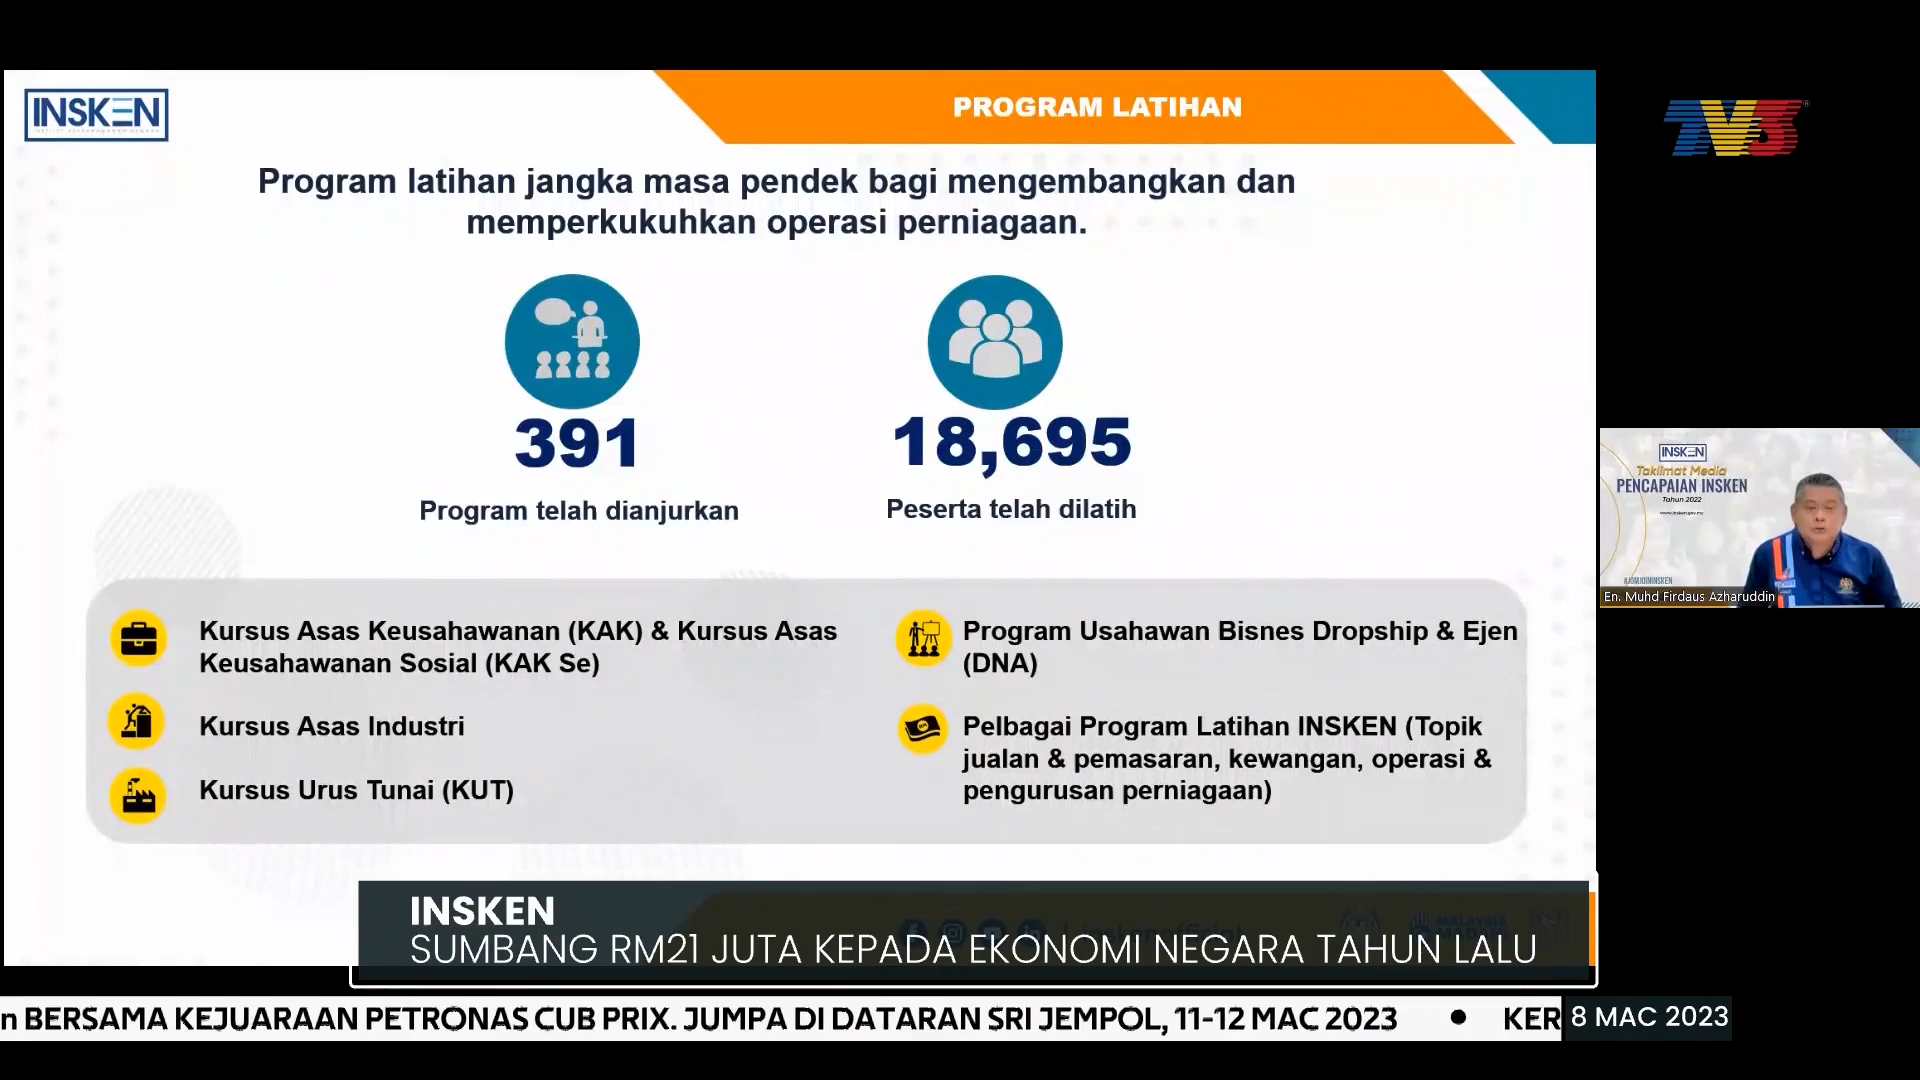 INSKEN
PROGRAM LATIHAN
TV3
Program latihan jangka masa pendek bagi mengembangkan dan
memperkukuhkan operasi perniagaan.
391
Program telah dianjurkan
18,695
Peserta telah dilatih
Kursus Asas Keusahawanan (KAK) & Kursus Asas
Keusahawanan Sosial (KAK Se)
Kursus Asas Industri
Kursus Urus Tunai (KUT)
Program Usahawan Bisnes Dropship & Ejen
(DNA)
Pelbagai Program Latihan INSKEN (Topik
jualan & pemasaran, kewangan, operasi &
pengurusan perniagaan)
INSKEN
Taklimat Media
PENCAPAIAN INSKEN
Tahun 2022
www.insken.gov.my
#JOMJOININSKEN
En. Muhd Firdaus Azharuddin
INSKEN
SUMBANG RM21 JUTA KEPADA EKONOMI NEGARA TAHUN LALU
n BERSAMA KEJUARAAN PETRONAS CUB PRIX. JUMPA DI DATARAN SRI JEMPOL, 11-12 MAC 2023 • KER
8 MAC 2023